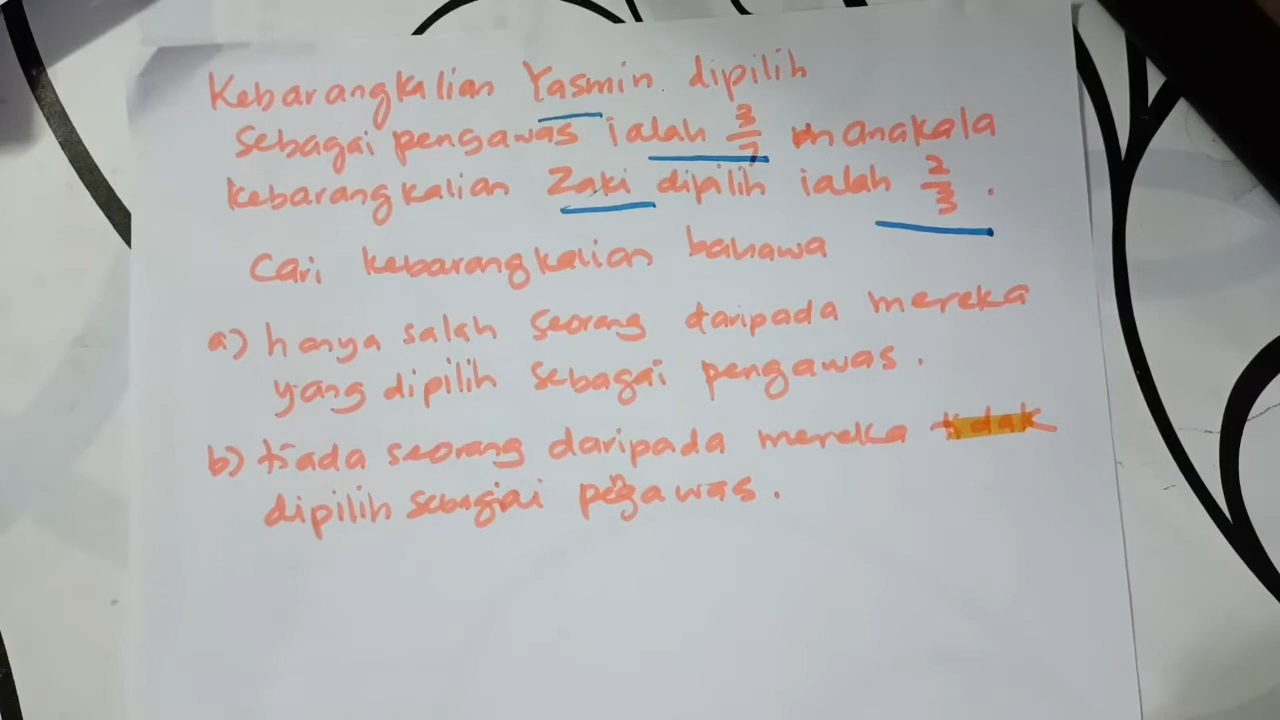 Kebarangkalian Yasmin dipilih
sebagai pengawas ialah 3/7 manakala
kebarangkalian Zaki dipilih ialah 2/3.
Cari kebarangkalian bahawa
a) hanya salah seorang daripada mereka
yang dipilih sebagai pengawas.
b) tiada seorang daripada mereka tidak
dipilih sebagai pengawas.